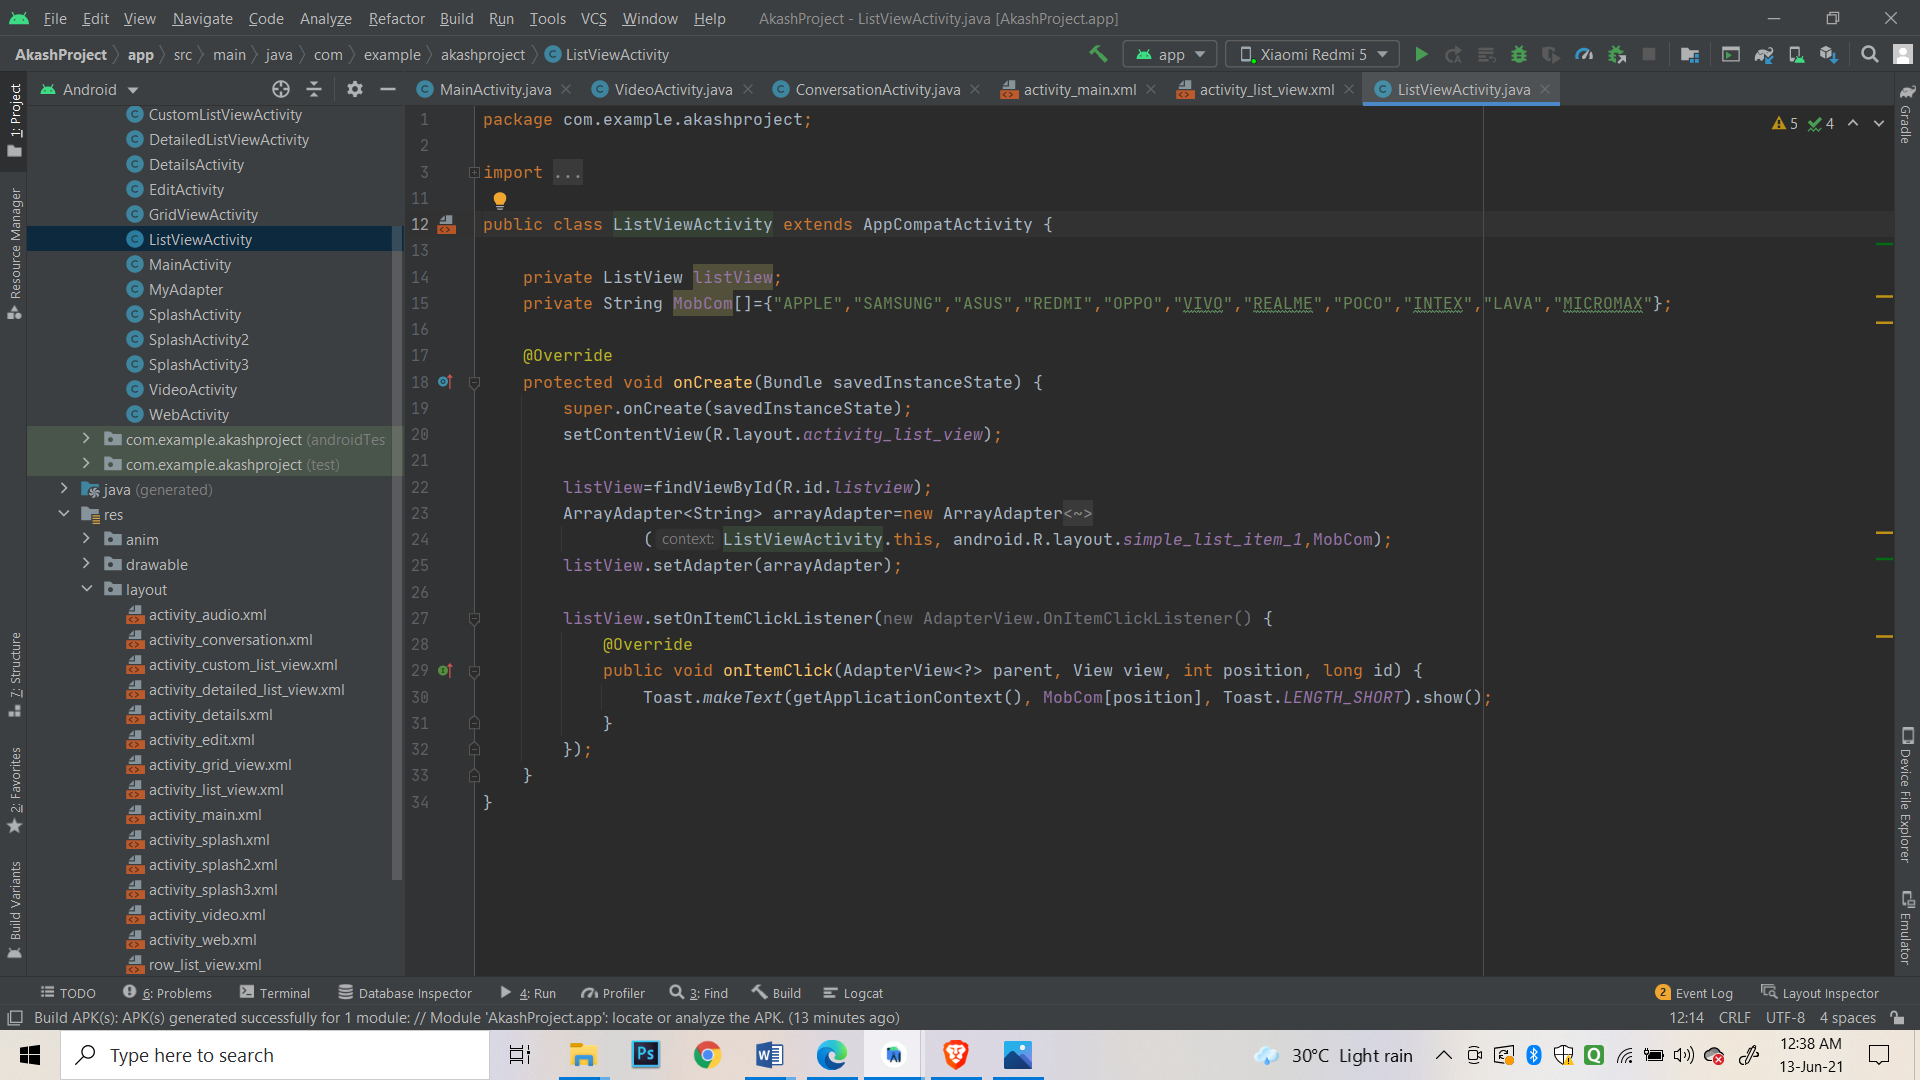 File Edit View Navigate Code Analyze Refactor Build Run Tools VCS Window Help AkashProject - ListViewActivity.java [AkashProject.app]
AkashProject app src main java com example akashproject ListViewActivity app Xiaomi Redmi 5
Android
MainActivity.java VideoActivity.java ConversationActivity.java activity_main.xml activity_list_view.xml ListViewActivity.java
1: Project
Resource Manager
7: Structure
2: Favorites
Build Variants
CustomListViewActivity
DetailedListViewActivity
DetailsActivity
EditActivity
GridViewActivity
ListViewActivity
MainActivity
MyAdapter
SplashActivity
SplashActivity2
SplashActivity3
VideoActivity
WebActivity
com.example.akashproject (androidTes
com.example.akashproject (test)
java (generated)
res
anim
drawable
layout
activity_audio.xml
activity_conversation.xml
activity_custom_list_view.xml
activity_detailed_list_view.xml
activity_details.xml
activity_edit.xml
activity_grid_view.xml
activity_list_view.xml
activity_main.xml
activity_splash.xml
activity_splash2.xml
activity_splash3.xml
activity_video.xml
activity_web.xml
row_list_view.xml
5 4
1 package com.example.akashproject;
2
3 import ...
11
12 public class ListViewActivity extends AppCompatActivity {
13
14 private ListView listView;
15 private String MobCom[]={"APPLE","SAMSUNG","ASUS","REDMI","OPPO","VIVO","REALME","POCO","INTEX","LAVA","MICROMAX"};
16
17 @Override
18 protected void onCreate(Bundle savedInstanceState) {
19 super.onCreate(savedInstanceState);
20 setContentView(R.layout.activity_list_view);
21
22 listView=findViewById(R.id.listview);
23 ArrayAdapter<String> arrayAdapter=new ArrayAdapter<~>
24 ( context: ListViewActivity.this, android.R.layout.simple_list_item_1,MobCom);
25 listView.setAdapter(arrayAdapter);
26
27 listView.setOnItemClickListener(new AdapterView.OnItemClickListener() {
28 @Override
29 public void onItemClick(AdapterView<?> parent, View view, int position, long id) {
30 Toast.makeText(getApplicationContext(), MobCom[position], Toast.LENGTH_SHORT).show();
31 }
32 });
33 }
34 }
Gradle
Device File Explorer
Emulator
TODO 6: Problems Terminal Database Inspector 4: Run Profiler 3: Find Build Logcat 2 Event Log Layout Inspector
Build APK(s): APK(s) generated successfully for 1 module: // Module 'AkashProject.app': locate or analyze the APK. (13 minutes ago) 12:14 CRLF UTF-8 4 spaces
Type here to search
Ps
W
30°C Light rain
Q
12:38 AM
13-Jun-21